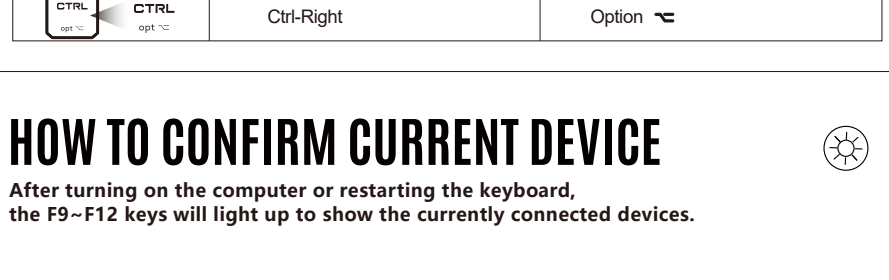 CTRL CTRL Ctrl-Right Option ⌥
opt ⌥ opt ⌥
HOW TO CONFIRM CURRENT DEVICE
After turning on the computer or restarting the keyboard,
the F9~F12 keys will light up to show the currently connected devices.